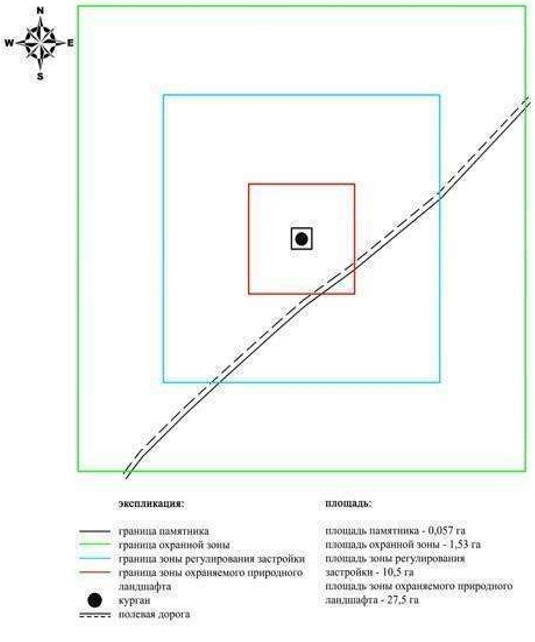 N
W E
S
экспликация:
граница памятника
граница охранной зоны
граница зоны регулирования застройки
граница зоны охраняемого природного
ландшафта
курган
полевая дорога
площадь:
площадь памятника - 0,057 га
площадь охранной зоны - 1,53 га
площадь зоны регулирования
застройки - 10,5 га
площадь зоны охраняемого природного
ландшафта - 27,5 га